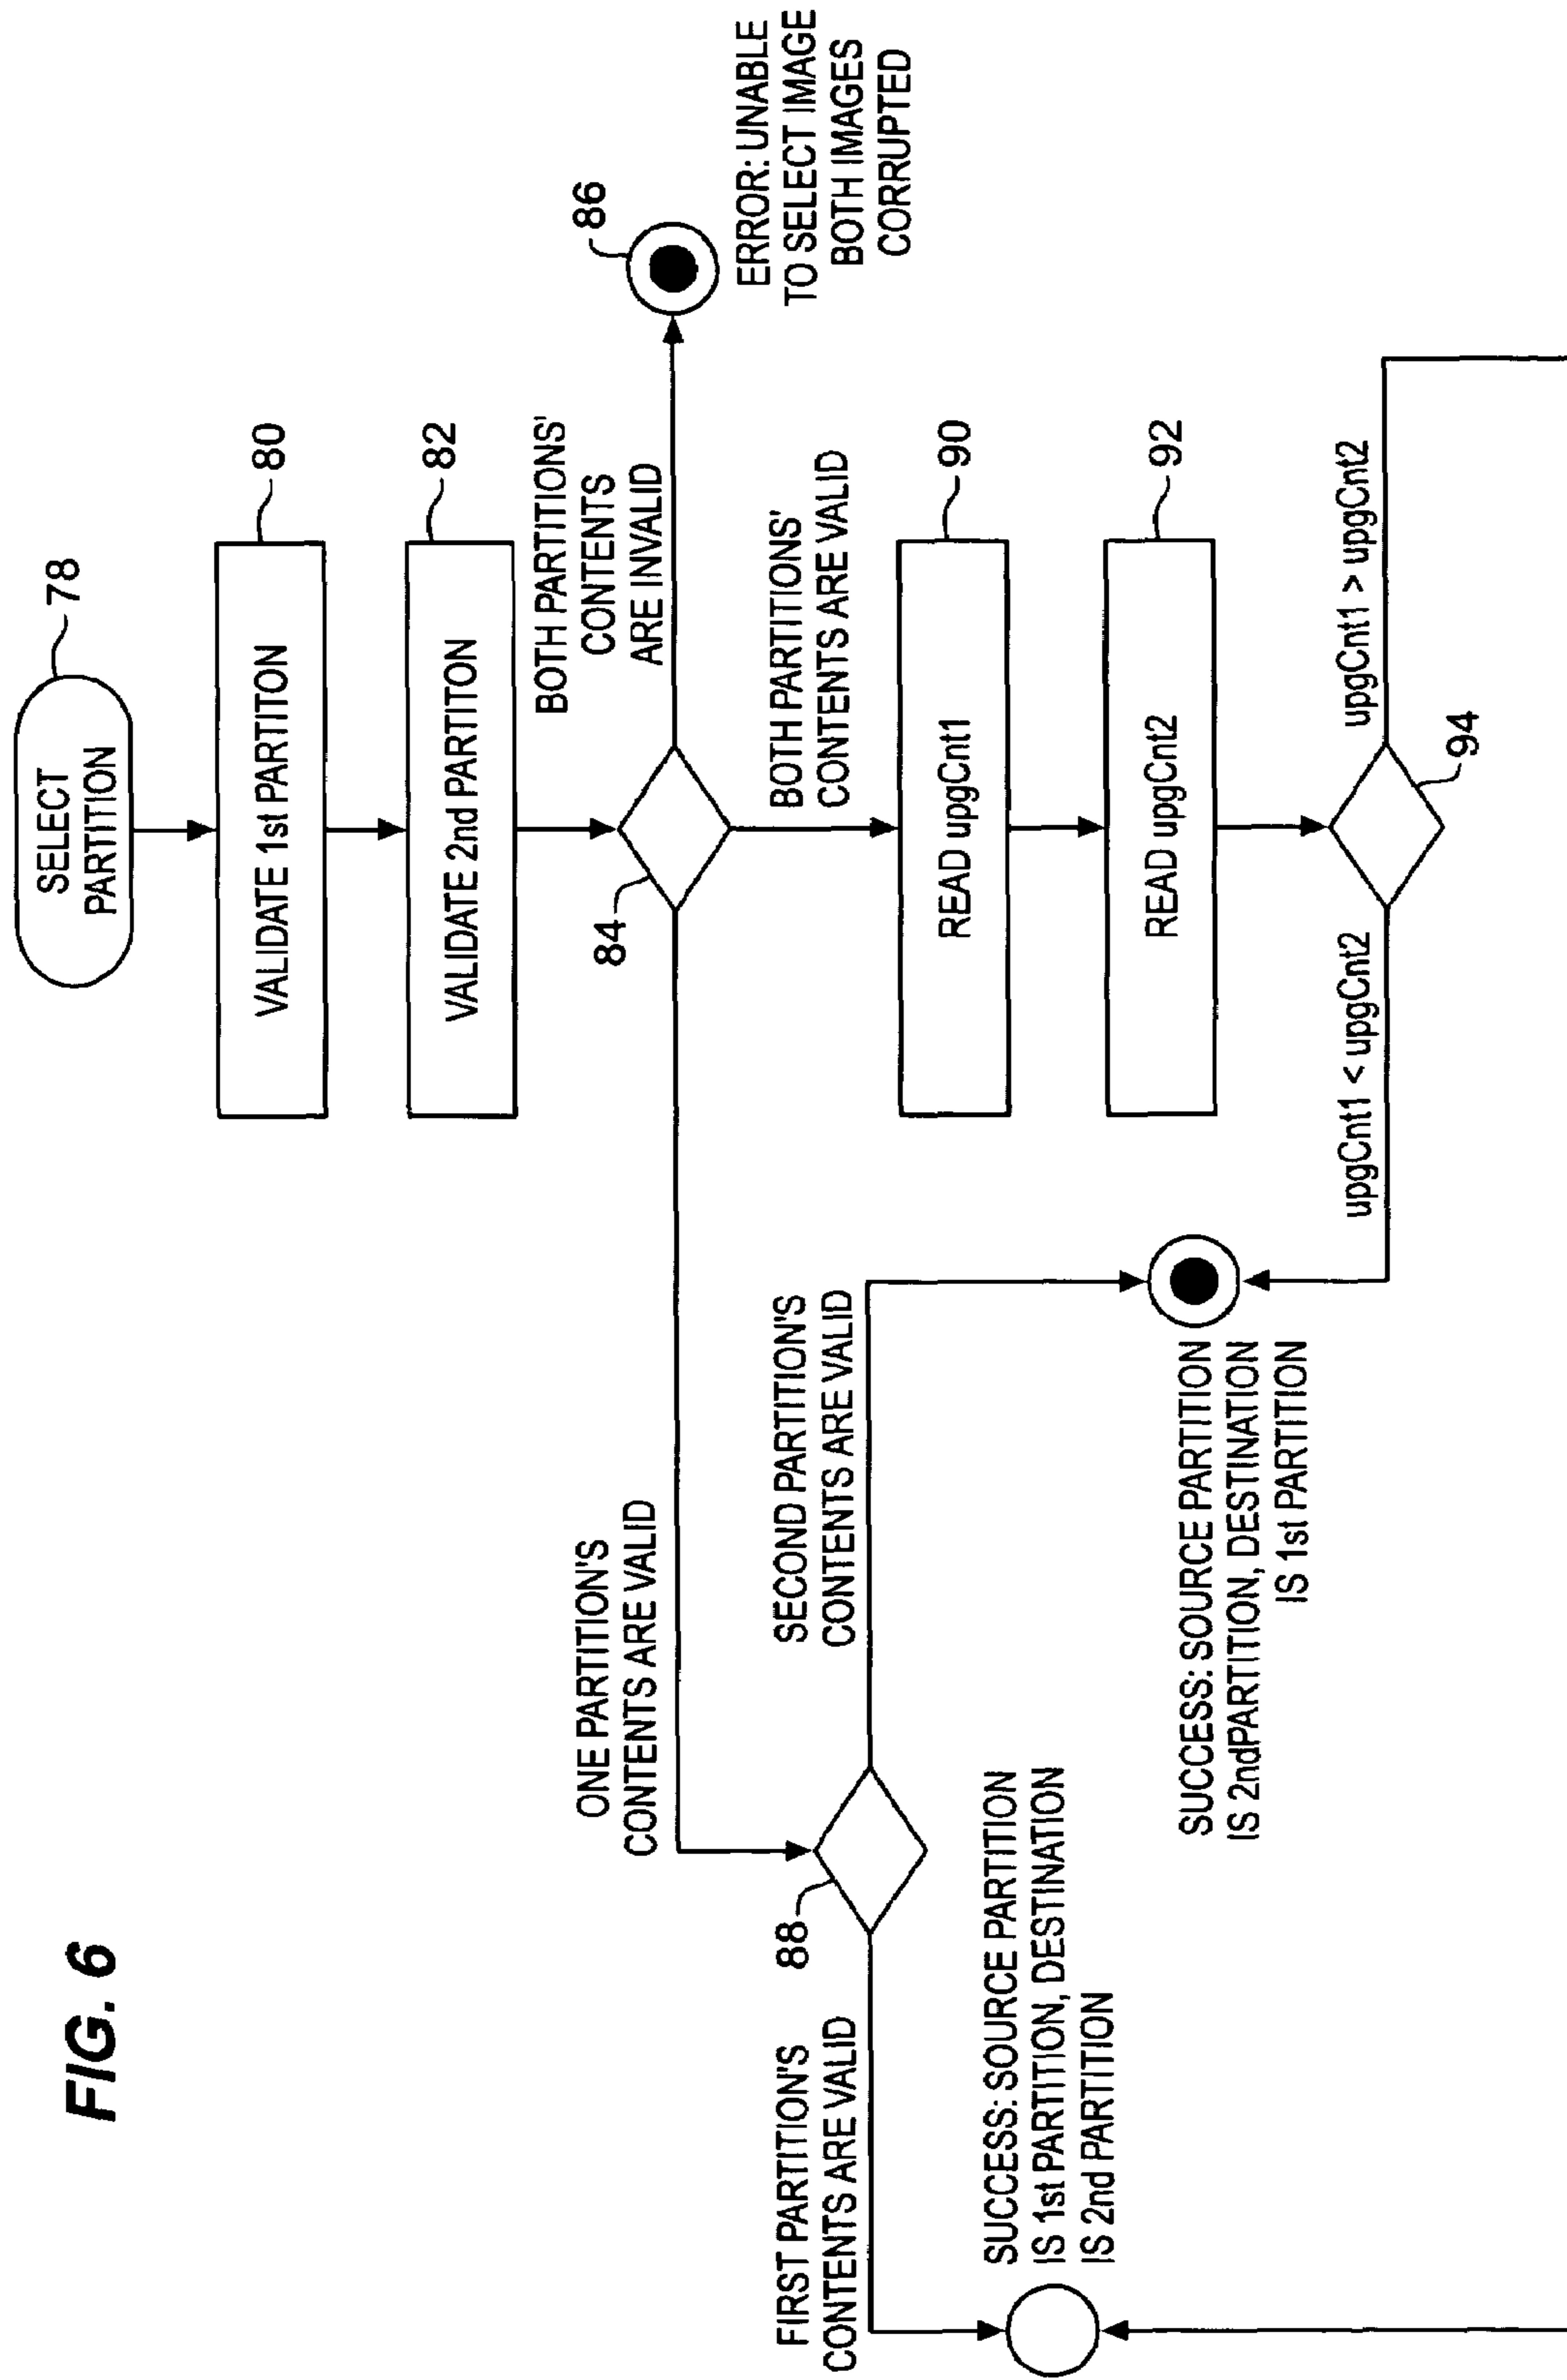 FIG. 6
SELECT
PARTITION
78
VALIDATE 1st PARTITON
80
VALIDATE 2nd PARTITON
82
BOTH PARTITIONS'
CONTENTS
ARE INVALID
84
86
ERROR: UNABLE
TO SELECT IMAGE
BOTH IMAGES
CORRUPTED
ONE PARTITION'S
CONTENTS ARE VALID
BOTH PARTITIONS'
CONTENTS ARE VALID
88
FIRST PARTITION'S
CONTENTS ARE VALID
SECOND PARTITION'S
CONTENTS ARE VALID
READ upgCnt1
90
READ upgCnt2
92
SUCCESS: SOURCE PARTITION
IS 1st PARTITION, DESTINATION
IS 2nd PARTITION
SUCCESS: SOURCE PARTITION
IS 2ndPARTITION, DESTINATION
IS 1st PARTITION
upgCnt1 < upgCnt2
upgCnt1 > upgCnt2
94